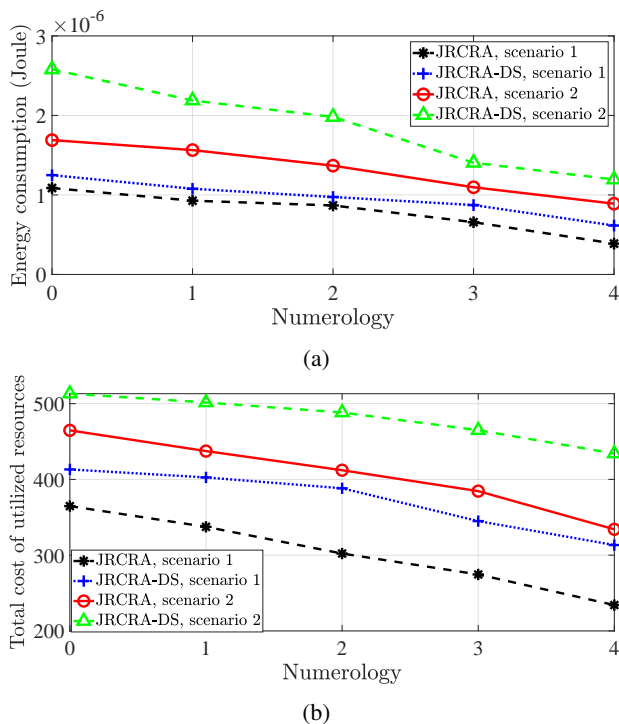 ×10⁻⁶
3
2
1
0
Energy consumption (Joule)
JRCRA, scenario 1
JRCRA-DS, scenario 1
JRCRA, scenario 2
JRCRA-DS, scenario 2
0 1 2 3 4
Numerology
(a)
500
400
300
200
Total cost of utilized resources
JRCRA, scenario 1
JRCRA-DS, scenario 1
JRCRA, scenario 2
JRCRA-DS, scenario 2
0 1 2 3 4
Numerology
(b)